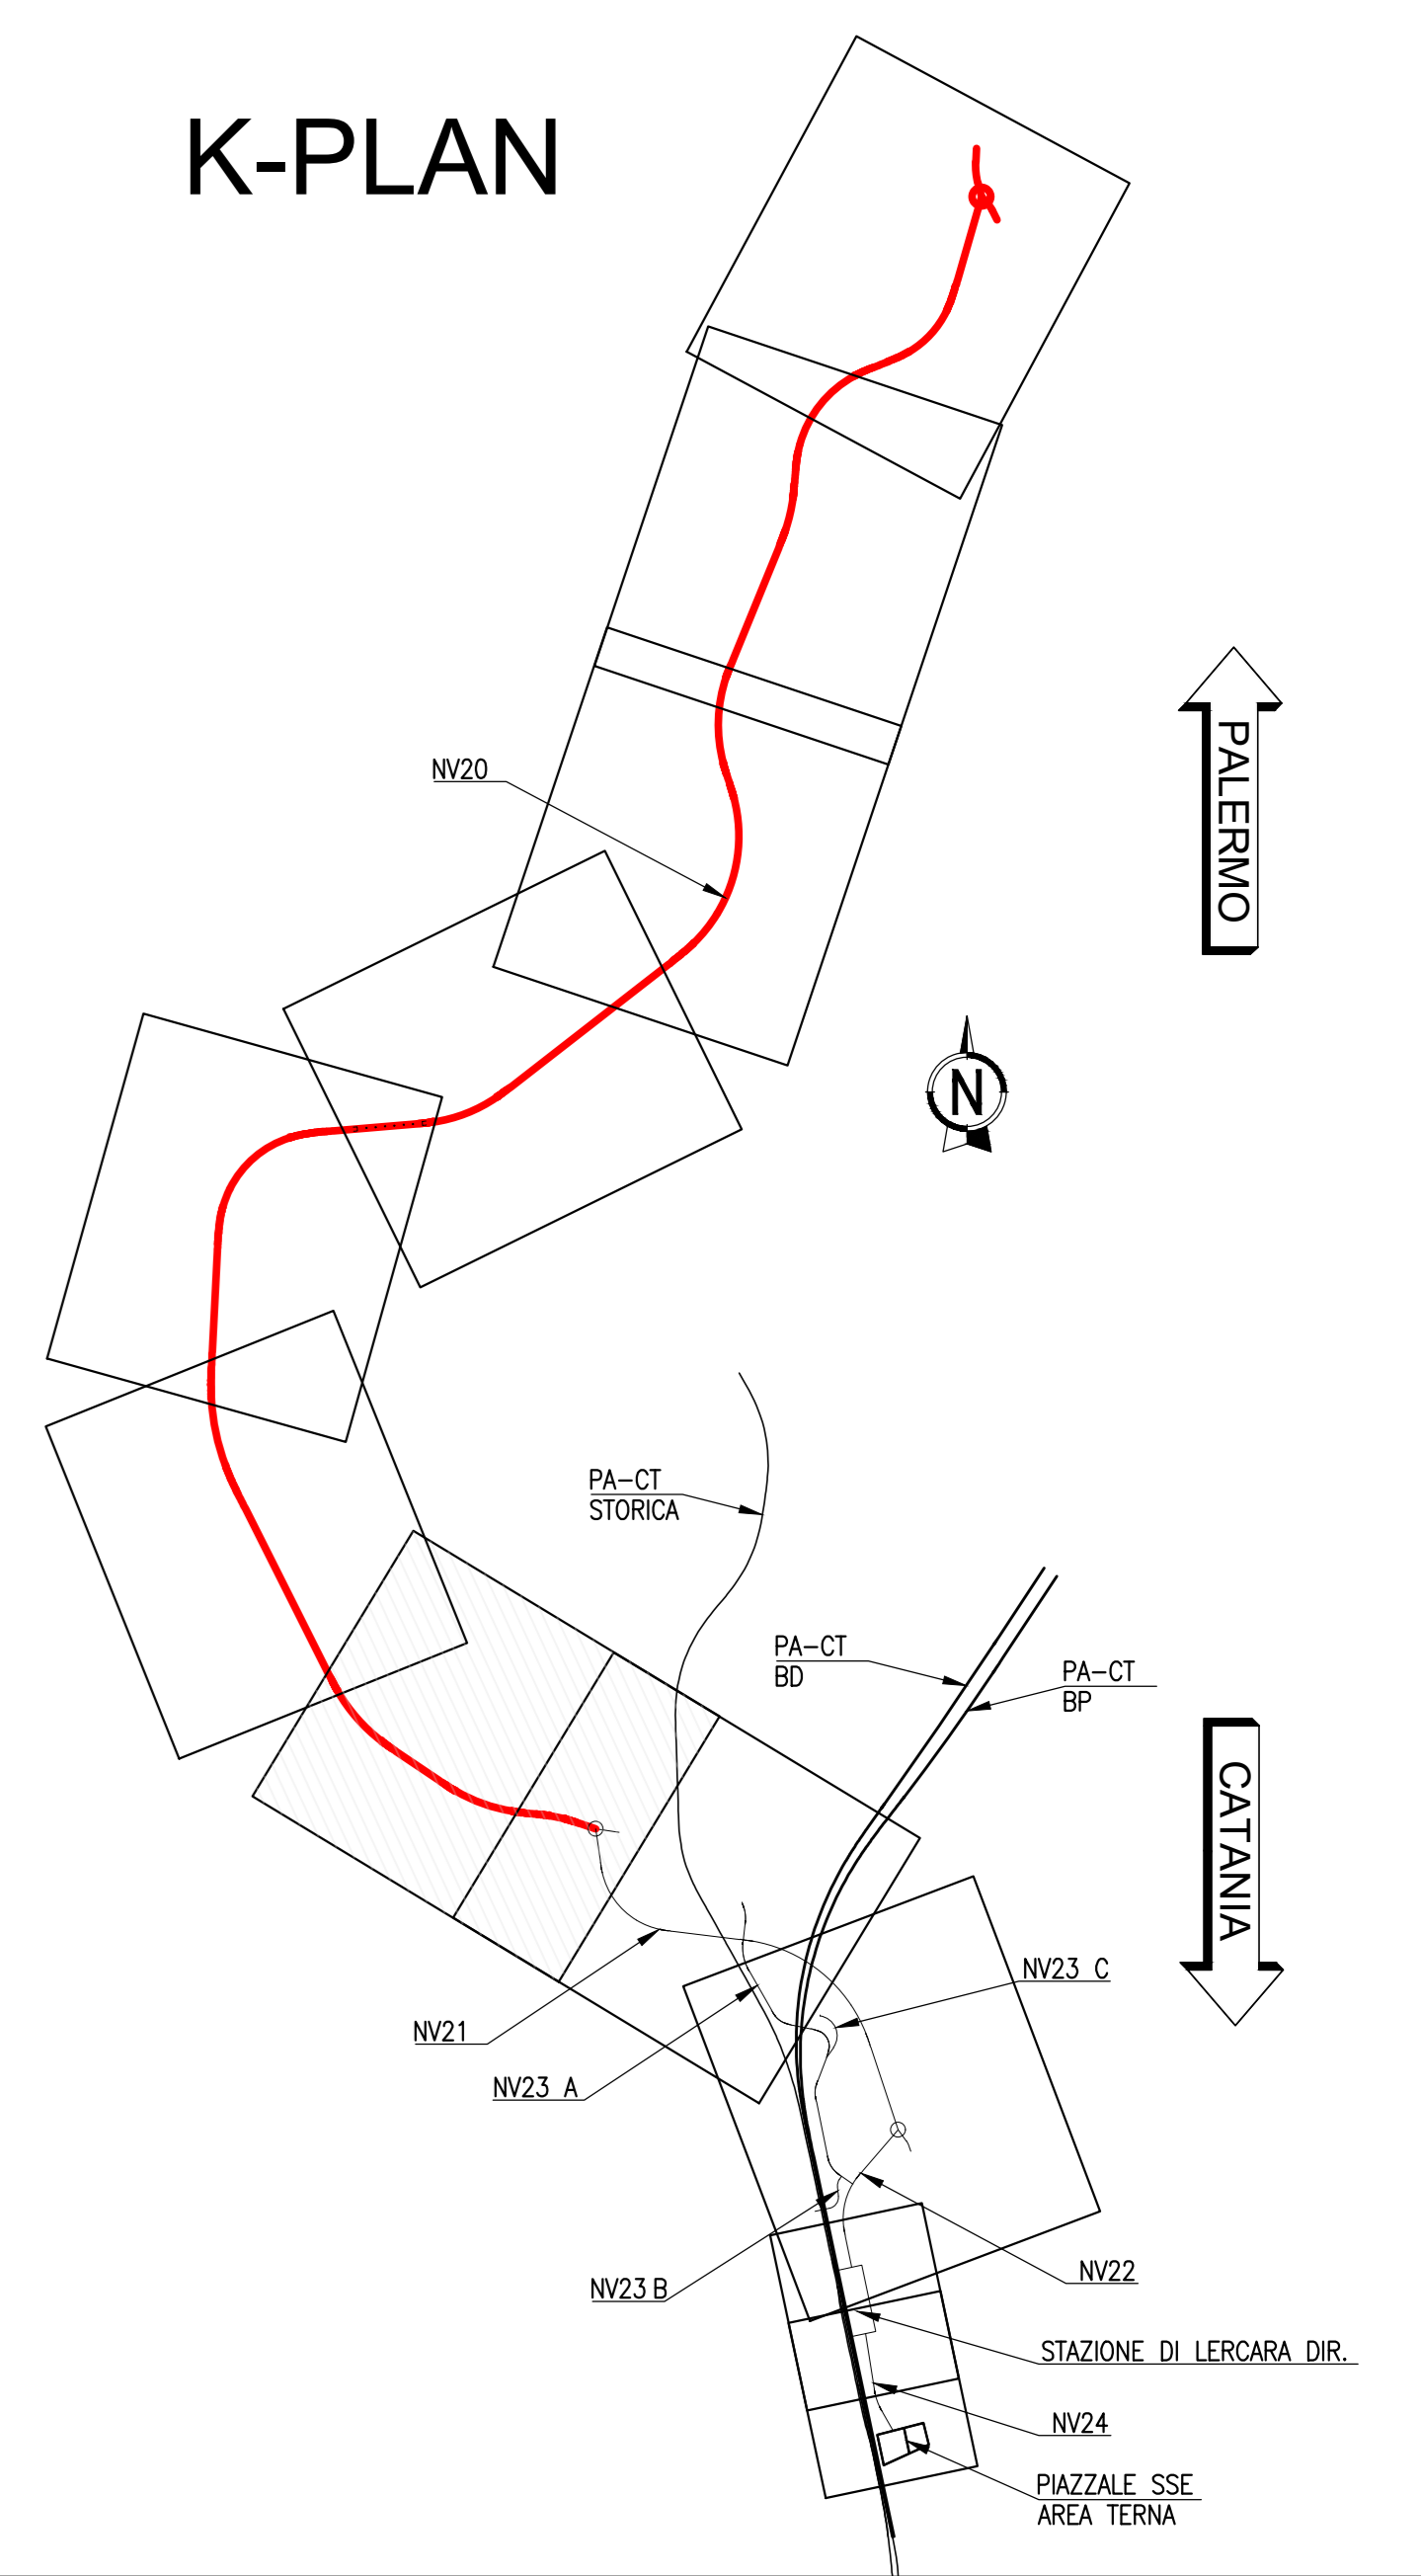 K-PLAN
PALERMO
NV20
N
PA-CT
STORICA
PA-CT
BD
PA-CT
BP
CATANIA
NV23 C
NV21
NV23 A
NV22
NV23 B
STAZIONE DI LERCARA DIR.
NV24
PIAZZALE SSE
AREA TERNA